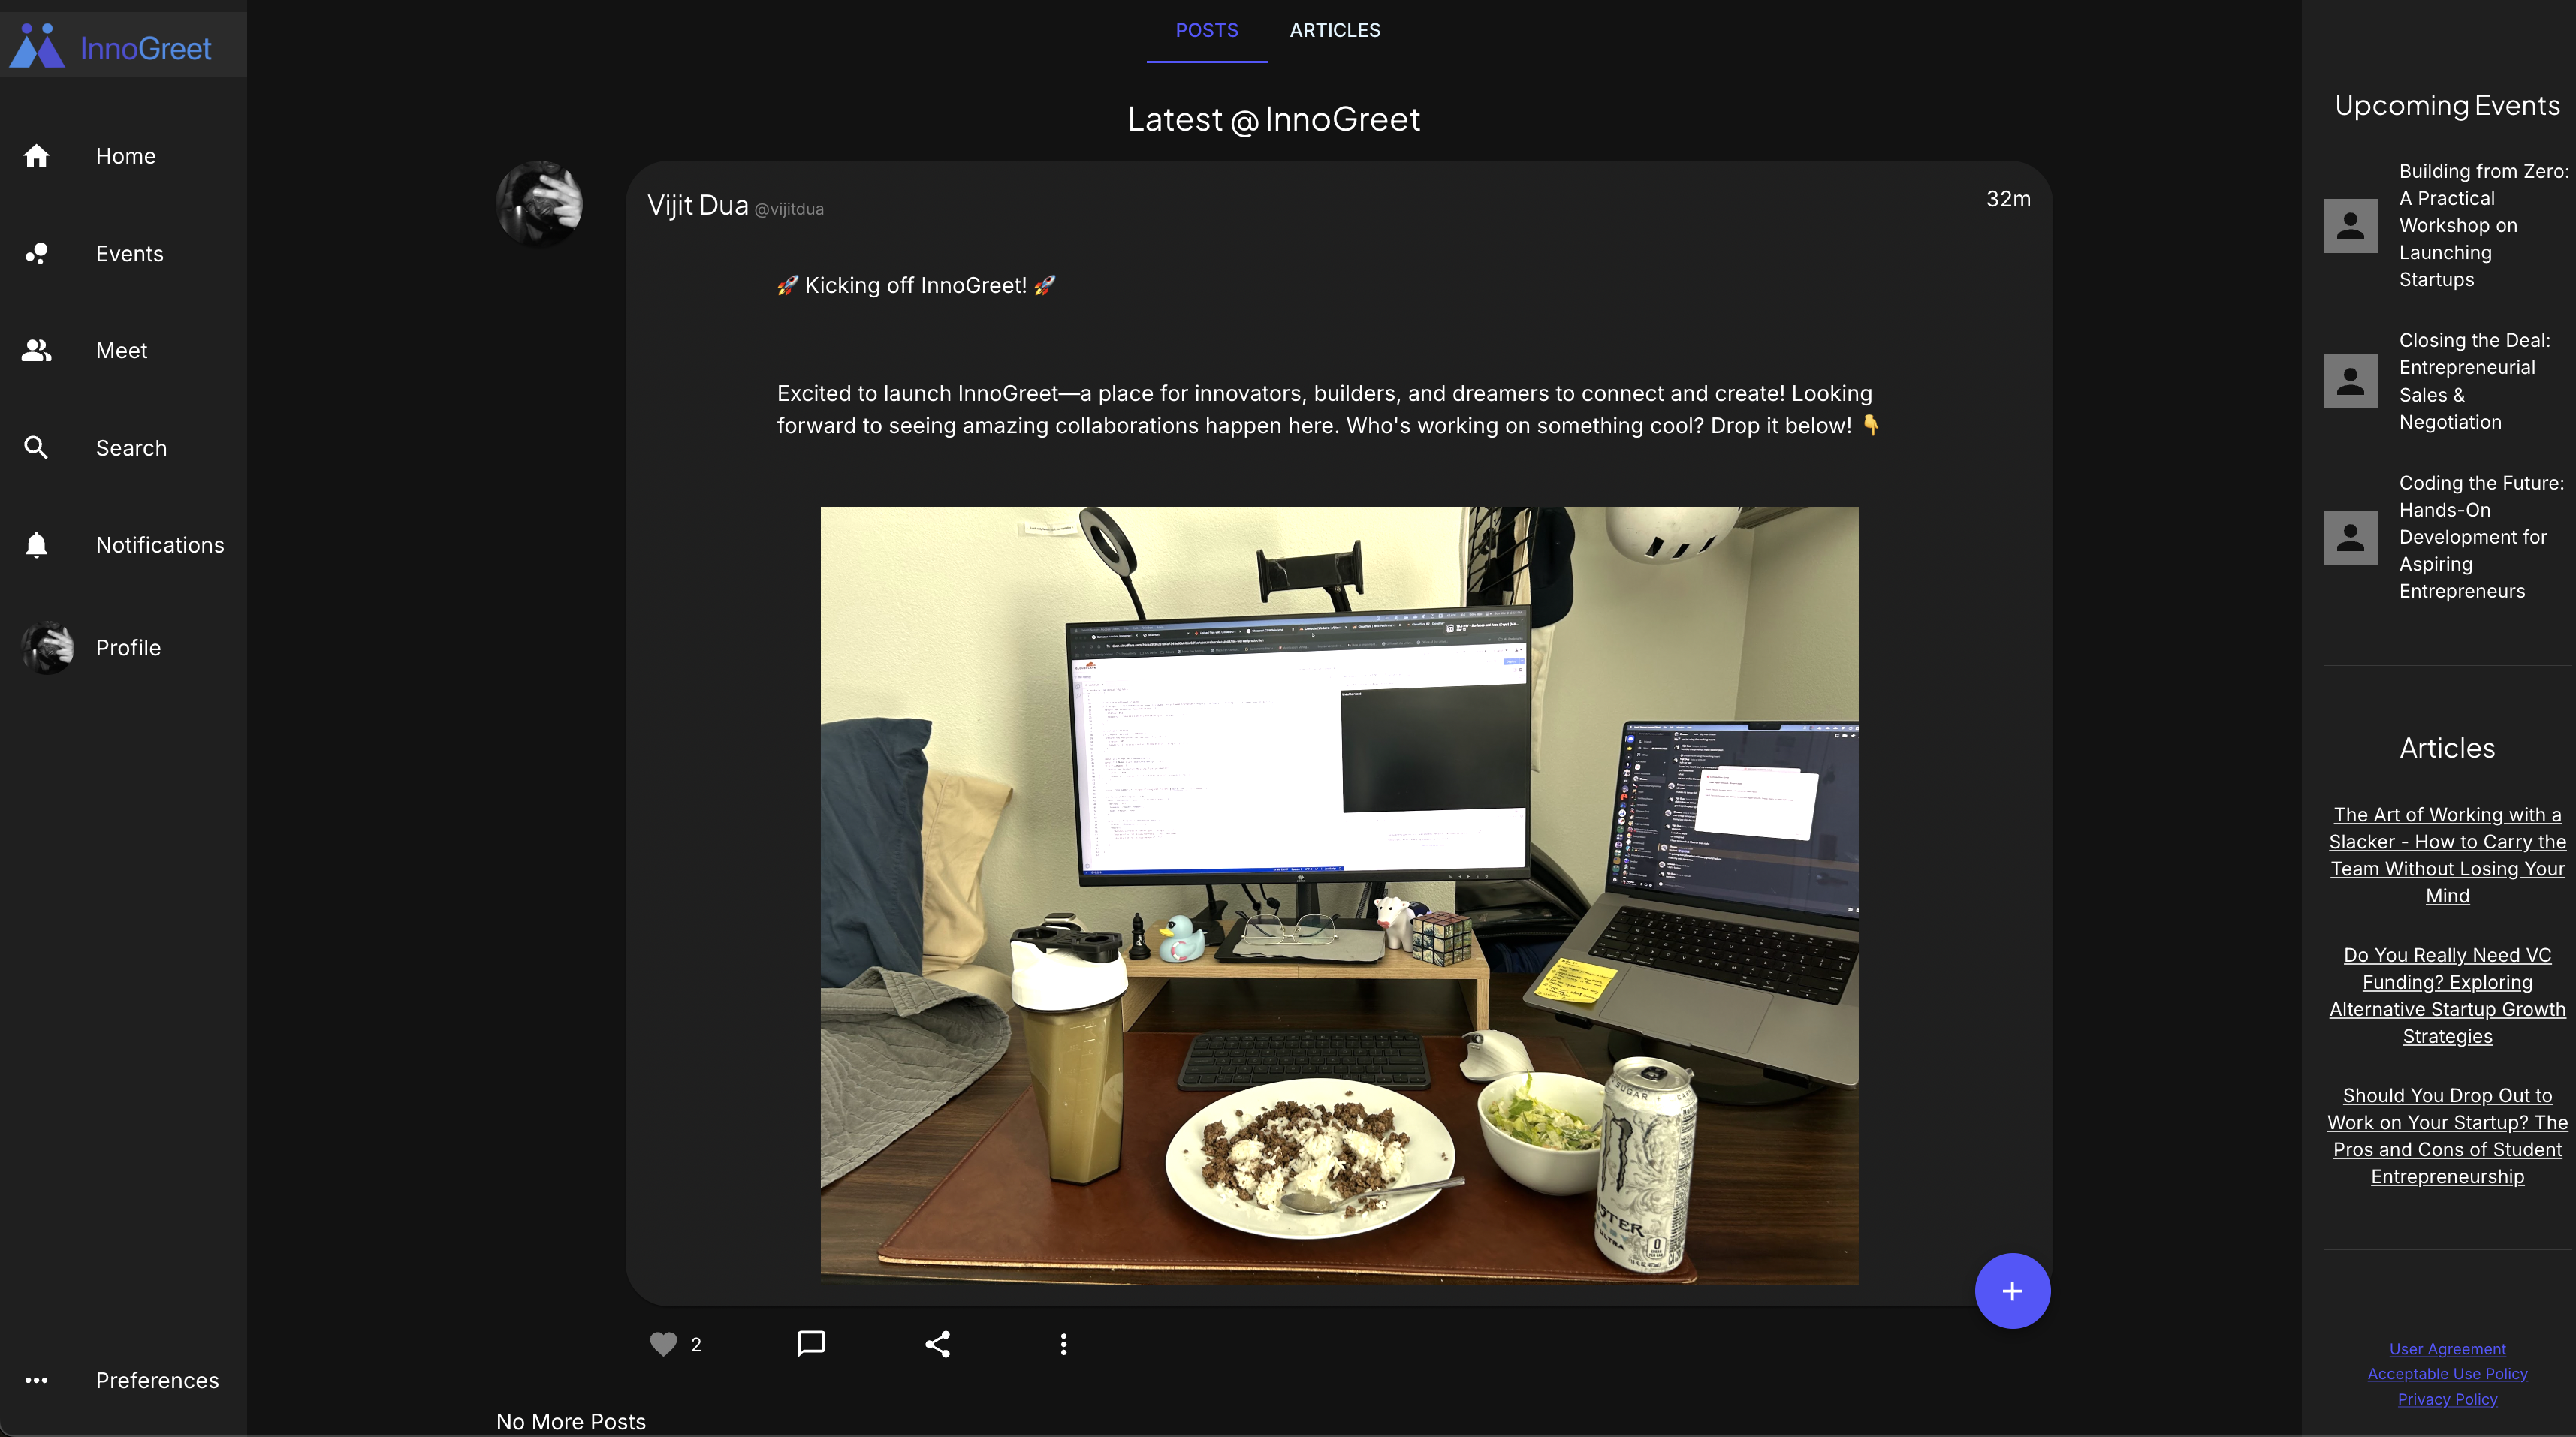 InnoGreet
Home
Events
Meet
Search
Notifications
Profile
Preferences
POSTS
ARTICLES
Latest @ InnoGreet
Vijit Dua @vijitdua
32m
🚀 Kicking off InnoGreet! 🚀
Excited to launch InnoGreet—a place for innovators, builders, and dreamers to connect and create! Looking
forward to seeing amazing collaborations happen here. Who's working on something cool? Drop it below! 👇
SUGAR
ULTRA
0
2
No More Posts
Upcoming Events
Building from Zero:
A Practical
Workshop on
Launching
Startups
Closing the Deal:
Entrepreneurial
Sales &
Negotiation
Coding the Future:
Hands-On
Development for
Aspiring
Entrepreneurs
Articles
The Art of Working with a
Slacker - How to Carry the
Team Without Losing Your
Mind
Do You Really Need VC
Funding? Exploring
Alternative Startup Growth
Strategies
Should You Drop Out to
Work on Your Startup? The
Pros and Cons of Student
Entrepreneurship
User Agreement
Acceptable Use Policy
Privacy Policy